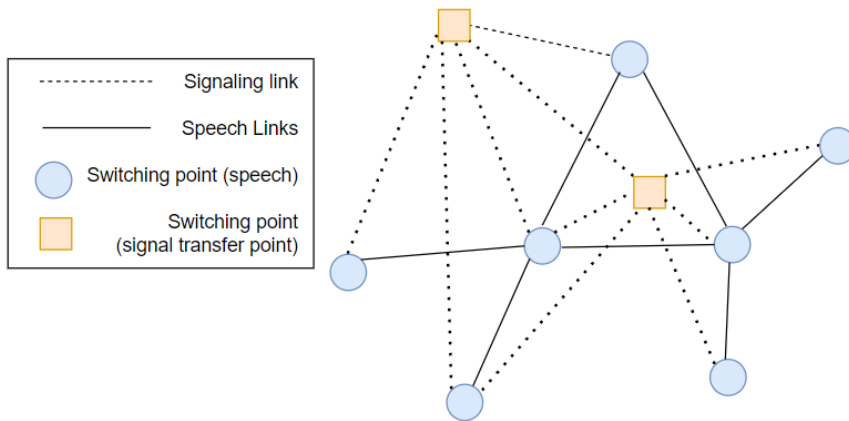 Signaling link
Speech Links
Switching point (speech)
Switching point
(signal transfer point)